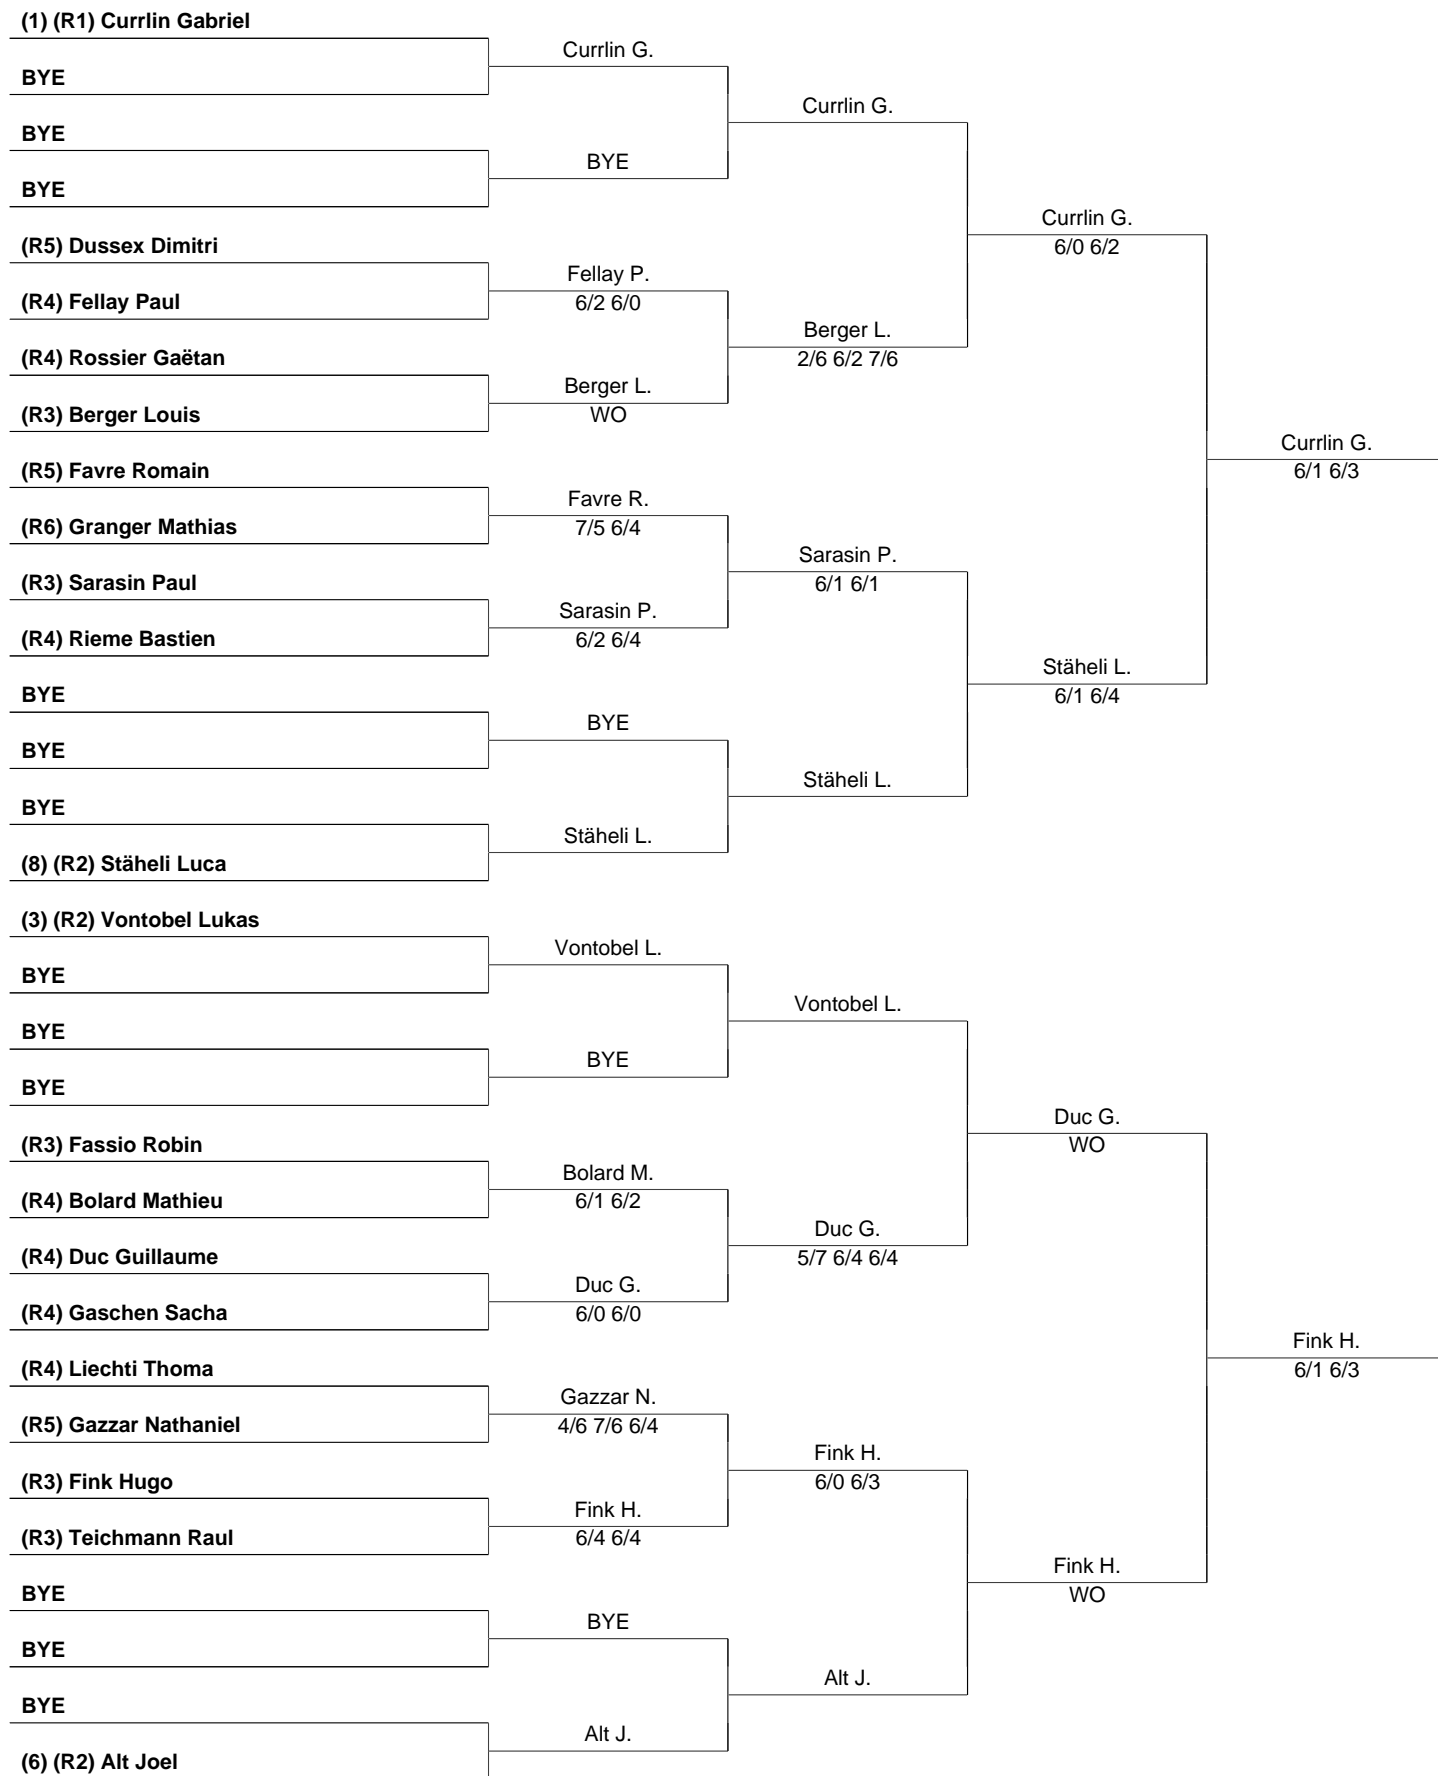 (1) (R1) Currlin Gabriel
Currlin G.
BYE
Currlin G.
BYE
BYE
BYE
Currlin G.
6/0 6/2
(R5) Dussex Dimitri
Fellay P.
6/2 6/0
(R4) Fellay Paul
Berger L.
2/6 6/2 7/6
(R4) Rossier Gaëtan
Berger L.
WO
(R3) Berger Louis
Currlin G.
6/1 6/3
(R5) Favre Romain
Favre R.
7/5 6/4
(R6) Granger Mathias
Sarasin P.
6/1 6/1
(R3) Sarasin Paul
Sarasin P.
6/2 6/4
(R4) Rieme Bastien
Stäheli L.
6/1 6/4
BYE
BYE
BYE
Stäheli L.
BYE
Stäheli L.
(8) (R2) Stäheli Luca
(3) (R2) Vontobel Lukas
Vontobel L.
BYE
Vontobel L.
BYE
BYE
BYE
Duc G.
WO
(R3) Fassio Robin
Bolard M.
6/1 6/2
(R4) Bolard Mathieu
Duc G.
5/7 6/4 6/4
(R4) Duc Guillaume
Duc G.
6/0 6/0
(R4) Gaschen Sacha
Fink H.
6/1 6/3
(R4) Liechti Thoma
Gazzar N.
4/6 7/6 6/4
(R5) Gazzar Nathaniel
Fink H.
6/0 6/3
(R3) Fink Hugo
Fink H.
6/4 6/4
(R3) Teichmann Raul
Fink H.
WO
BYE
BYE
BYE
Alt J.
BYE
Alt J.
(6) (R2) Alt Joel